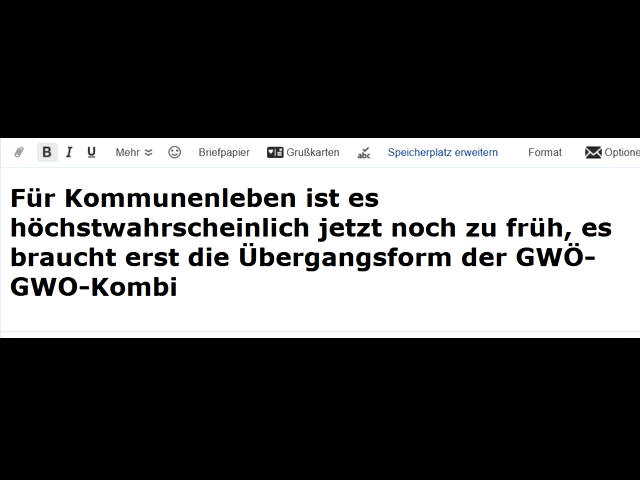 B I U Mehr Briefpapier Grußkarten abc Speicherplatz erweitern Format Optione
Für Kommunenleben ist es
höchstwahrscheinlich jetzt noch zu früh, es
braucht erst die Übergangsform der GWÖ-
GWO-Kombi